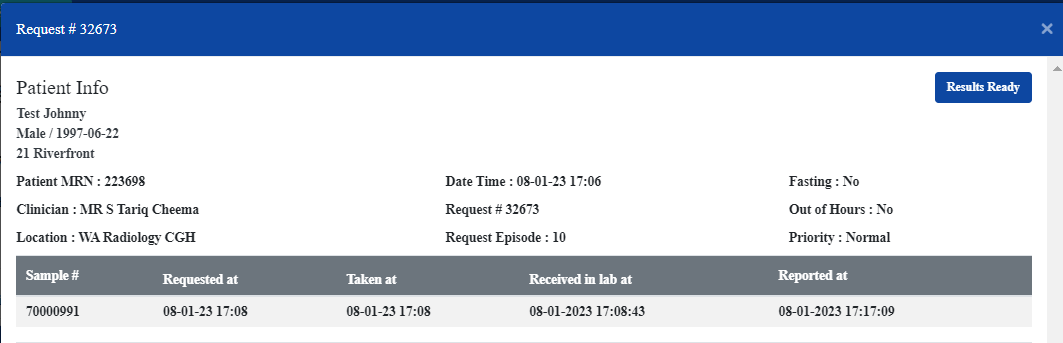 Request # 32673
×
Patient Info
Results Ready
Test Johnny
Male / 1997-06-22
21 Riverfront
Patient MRN : 223698 Date Time : 08-01-23 17:06 Fasting : No
Clinician : MR S Tariq Cheema Request # 32673 Out of Hours : No
Location : WA Radiology CGH Request Episode : 10 Priority : Normal
Sample # Requested at Taken at Received in lab at Reported at
70000991 08-01-23 17:08 08-01-23 17:08 08-01-2023 17:08:43 08-01-2023 17:17:09